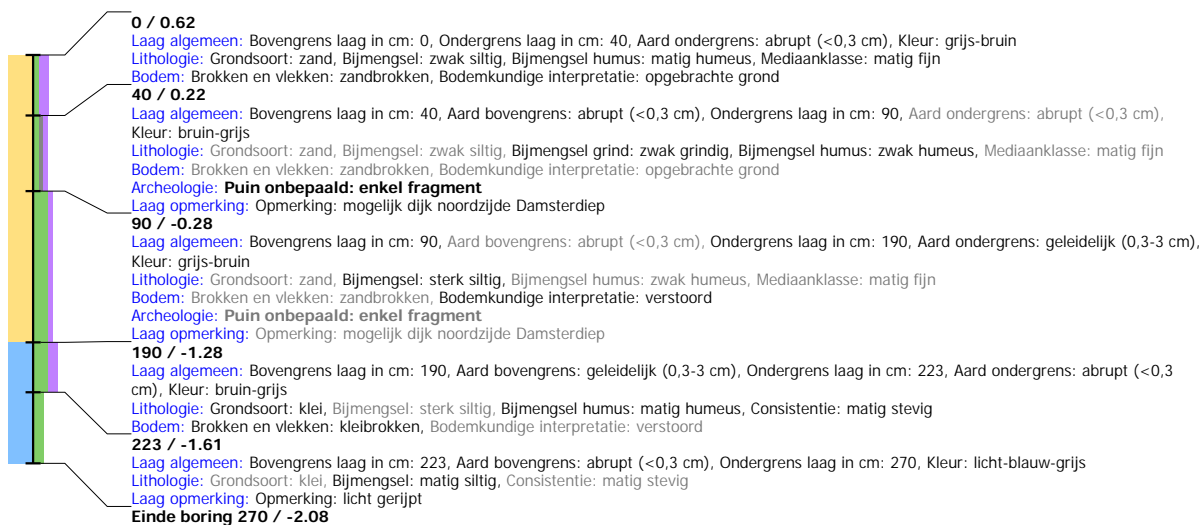 0 / 0.62
Laag algemeen: Bovengrens laag in cm: 0, Ondergrens laag in cm: 40, Aard ondergrens: abrupt (<0,3 cm), Kleur: grijs-bruin
Lithologie: Grondsoort: zand, Bijmengsel: zwak siltig, Bijmengsel humus: matig humeus, Mediaanklasse: matig fijn
Bodem: Brokken en vlekken: zandbrokken, Bodemkundige interpretatie: opgebrachte grond
40 / 0.22
Laag algemeen: Bovengrens laag in cm: 40, Aard bovengrens: abrupt (<0,3 cm), Ondergrens laag in cm: 90, Aard ondergrens: abrupt (<0,3 cm),
Kleur: bruin-grijs
Lithologie: Grondsoort: zand, Bijmengsel: zwak siltig, Bijmengsel grind: zwak grindig, Bijmengsel humus: zwak humeus, Mediaanklasse: matig fijn
Bodem: Brokken en vlekken: zandbrokken, Bodemkundige interpretatie: opgebrachte grond
Archeologie: Puin onbepaald: enkel fragment
Laag opmerking: Opmerking: mogelijk dijk noordzijde Damsterdiep
90 / -0.28
Laag algemeen: Bovengrens laag in cm: 90, Aard bovengrens: abrupt (<0,3 cm), Ondergrens laag in cm: 190, Aard ondergrens: geleidelijk (0,3-3 cm),
Kleur: grijs-bruin
Lithologie: Grondsoort: zand, Bijmengsel: sterk siltig, Bijmengsel humus: zwak humeus, Mediaanklasse: matig fijn
Bodem: Brokken en vlekken: zandbrokken, Bodemkundige interpretatie: verstoord
Archeologie: Puin onbepaald: enkel fragment
Laag opmerking: Opmerking: mogelijk dijk noordzijde Damsterdiep
190 / -1.28
Laag algemeen: Bovengrens laag in cm: 190, Aard bovengrens: geleidelijk (0,3-3 cm), Ondergrens laag in cm: 223, Aard ondergrens: abrupt (<0,3
cm), Kleur: bruin-grijs
Lithologie: Grondsoort: klei, Bijmengsel: sterk siltig, Bijmengsel humus: matig humeus, Consistentie: matig stevig
Bodem: Brokken en vlekken: kleibrokken, Bodemkundige interpretatie: verstoord
223 / -1.61
Laag algemeen: Bovengrens laag in cm: 223, Aard bovengrens: abrupt (<0,3 cm), Ondergrens laag in cm: 270, Kleur: licht-blauw-grijs
Lithologie: Grondsoort: klei, Bijmengsel: matig siltig, Consistentie: matig stevig
Laag opmerking: Opmerking: licht gerijpt
Einde boring 270 / -2.08